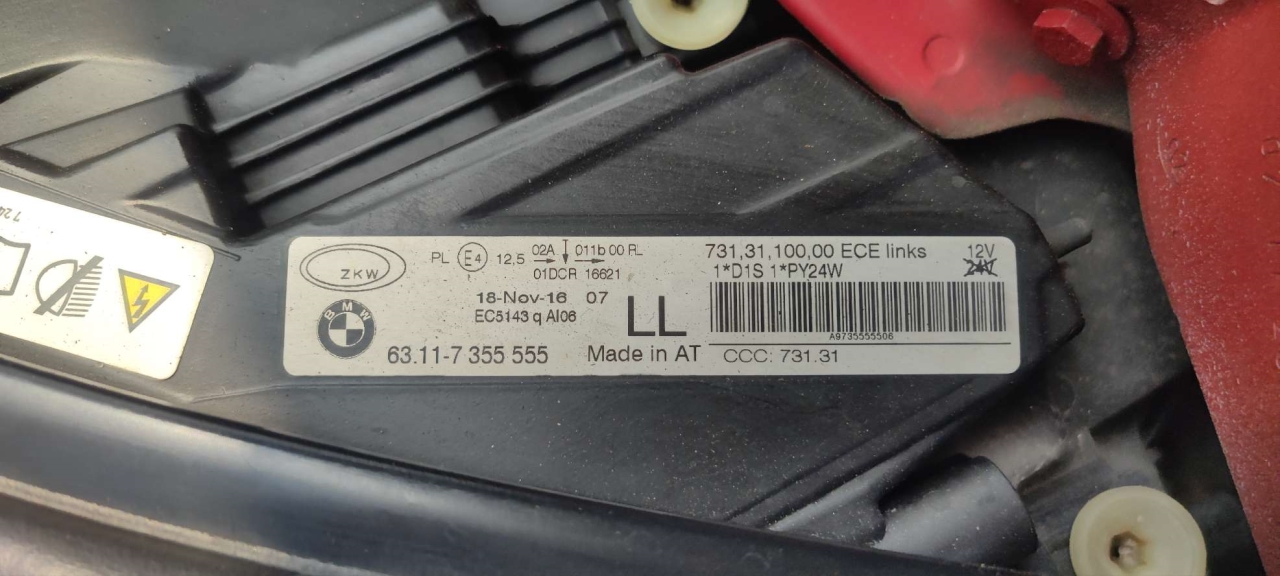 ZKW
PL E4 12,5 02A 011b 00 RL
01DCR 16621
18-Nov-16 07
EC5143 q AI06
BMW
63.11-7 355 555
LL
Made in AT
731,31,100,00 ECE links
1*D1S 1*PY24W
12V
24V
A9735555506
CCC: 731.31